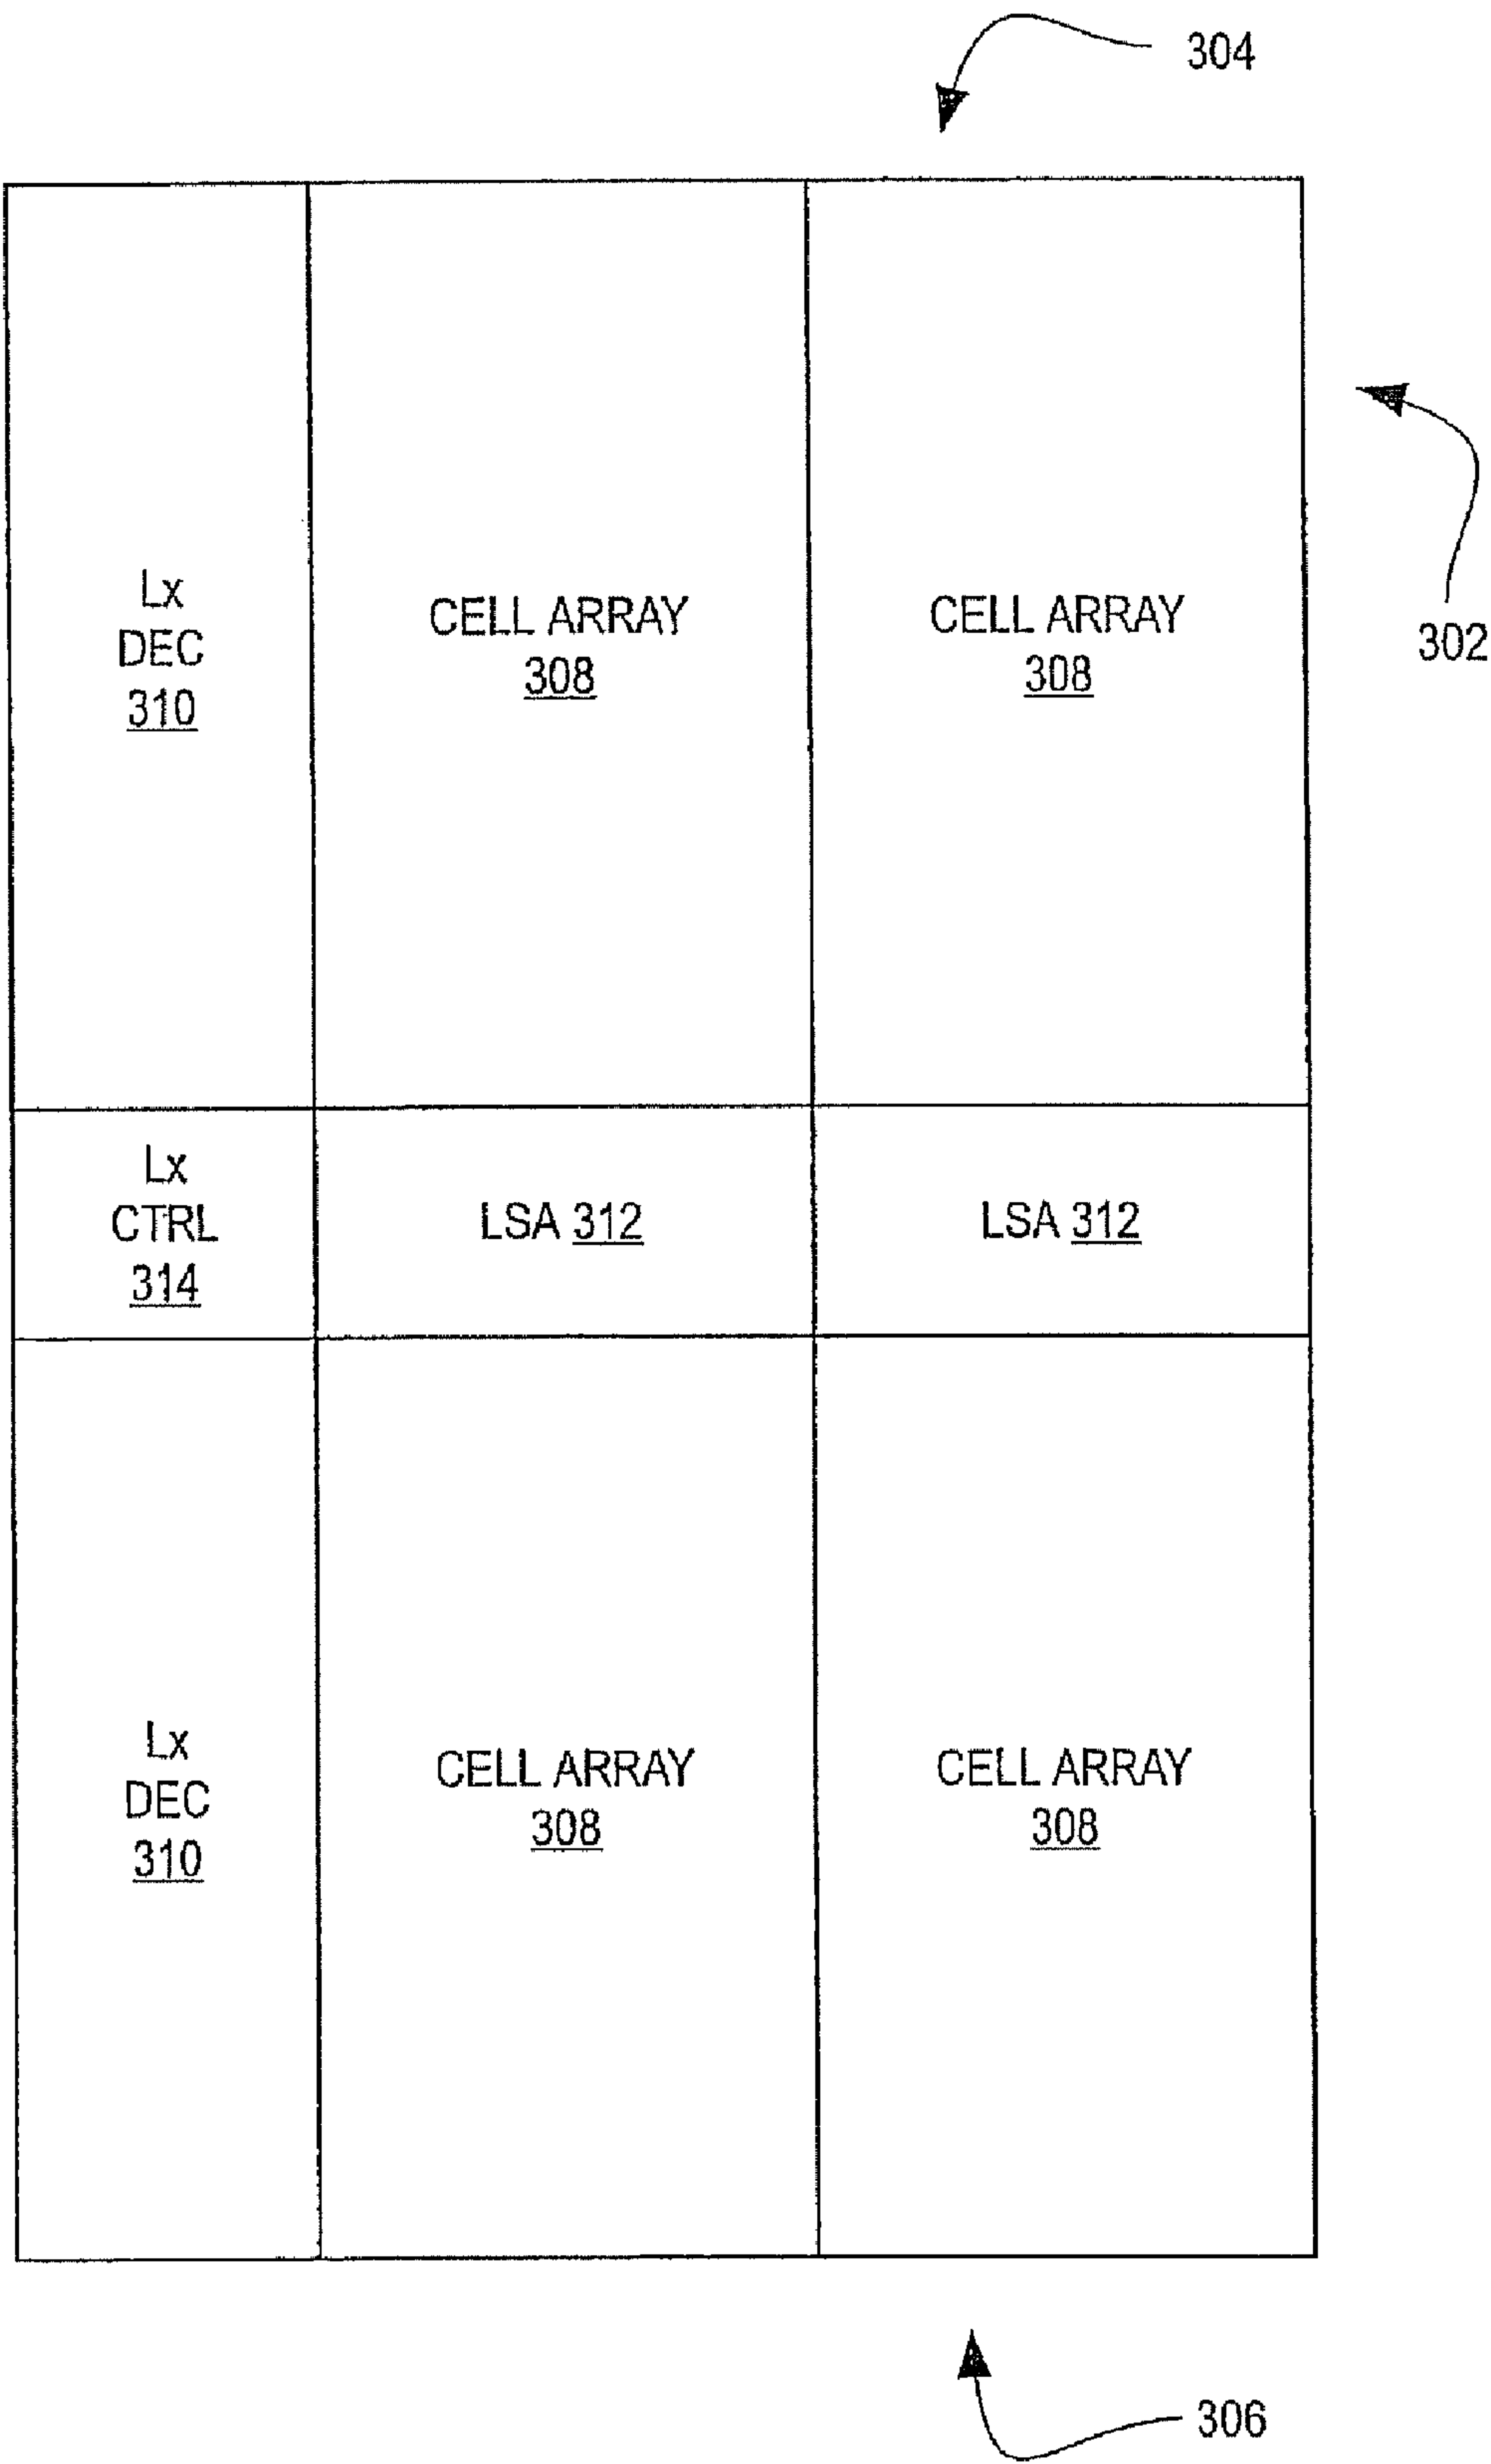 304
302
Lx
DEC
310
CELL ARRAY
308
CELL ARRAY
308
Lx
CTRL
314
LSA 312
LSA 312
Lx
DEC
310
CELL ARRAY
308
CELL ARRAY
308
306